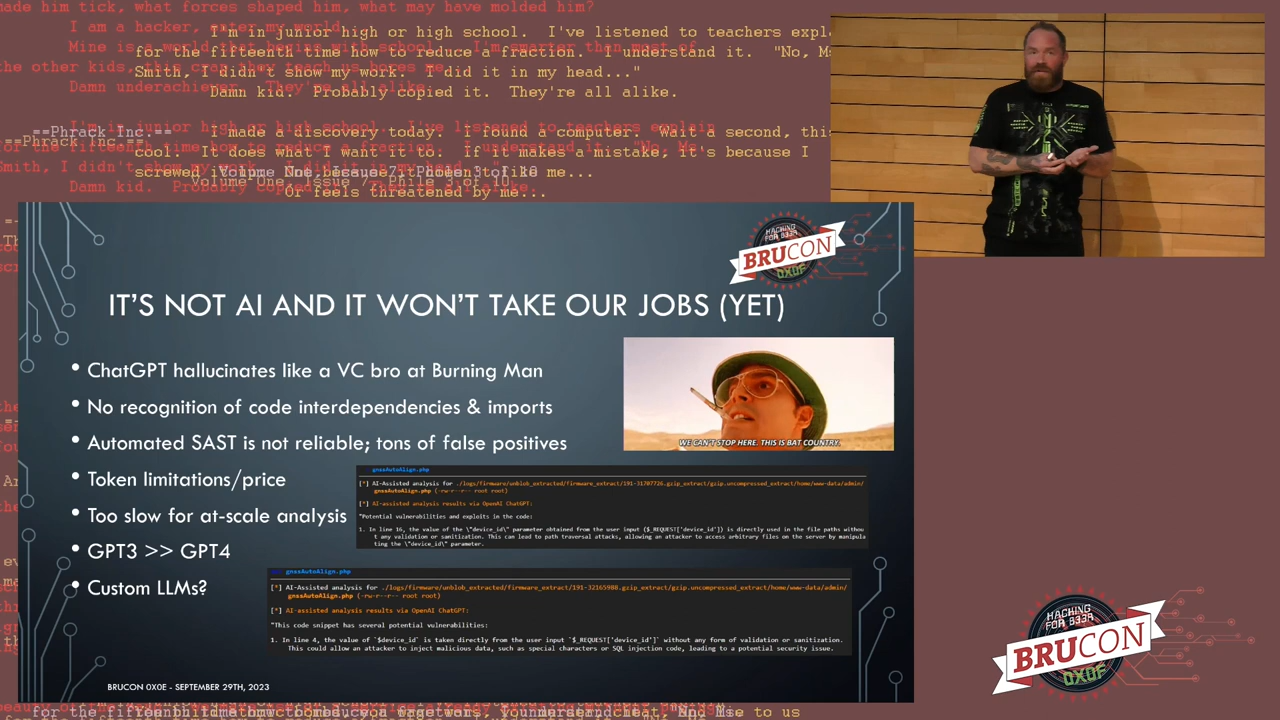 made him tick, what forces shaped him, what may have molded him?
I am a hacker, enter my world...
I'm in junior high or high school. I've listened to teachers expl
for the fifteenth time how to reduce a fraction. I understand it. "No, Ms
Smith, I didn't show my work. I did it in my head..."
Damn underachiever. They're all alike.
Damn kid. Probably copied it. They're all alike.
==Phrack Inc.==
==Phrack Inc.==
I made a discovery today. I found a computer. Wait a second, this
cool. It does what I want it to. If it makes a mistake, it's because I
Or feels threatened by me...
HACKING
FOR B33R
BRUCON
0X0F
IT'S NOT AI AND IT WON'T TAKE OUR JOBS (YET)
• ChatGPT hallucinates like a VC bro at Burning Man
• No recognition of code interdependencies & imports
• Automated SAST is not reliable; tons of false positives
• Token limitations/price
• Too slow for at-scale analysis
• GPT3 >> GPT4
• Custom LLMs?
WE CAN'T STOP HERE. THIS IS BAT COUNTRY.
gnssAutoAlign.php
[*] AI-Assisted analysis for ./logs/firmware/unblob_extracted/firmware_extract/191-31707726.gzip_extract/gzip.uncompressed_extract/home/www-data/admin/
gnssAutoAlign.php (-rw-r--r-- root root)
[*] AI-assisted analysis results via OpenAI ChatGPT:
"Potential vulnerabilities and exploits in the code:
1. In line 16, the value of the \"device_id\" parameter obtained from the user input ($_REQUEST['device_id']) is directly used in the file paths withou
t any validation or sanitization. This can lead to path traversal attacks, allowing an attacker to access arbitrary files on the server by manipula
ting the \"device_id\" parameter.
gnssAutoAlign.php
[*] AI-Assisted analysis for ./logs/firmware/unblob_extracted/firmware_extract/191-32165988.gzip_extract/gzip.uncompressed_extract/home/www-data/admin/
gnssAutoAlign.php (-rw-r--r-- root root)
[*] AI-assisted analysis results via OpenAI ChatGPT:
"This code snippet has several potential vulnerabilities:
1. In line 4, the value of `$device_id` is taken directly from the user input `$_REQUEST['device_id']` without any form of validation or sanitization.
This could allow an attacker to inject malicious data, such as special characters or SQL injection code, leading to a potential security issue.
BRUCON 0X0E - SEPTEMBER 29TH, 2023
HACKING
FOR B33R
BRUCON
0X0F